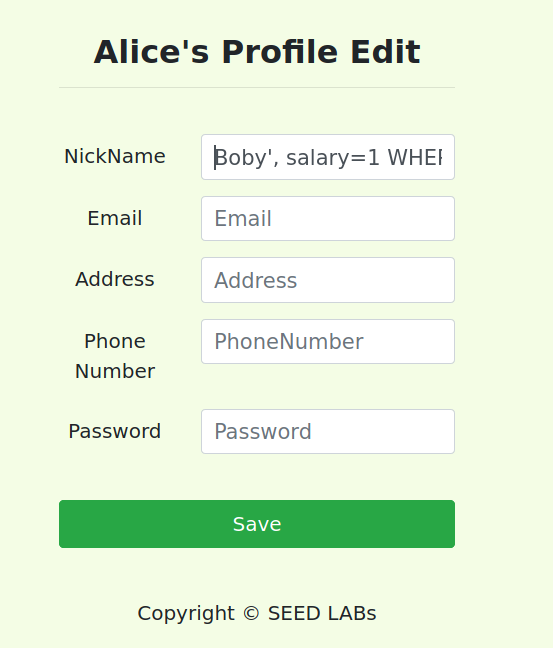 Alice's Profile Edit
NickName
Boby', salary=1 WHE
Email
Email
Address
Address
Phone
Number
PhoneNumber
Password
Password
Save
Copyright © SEED LABs